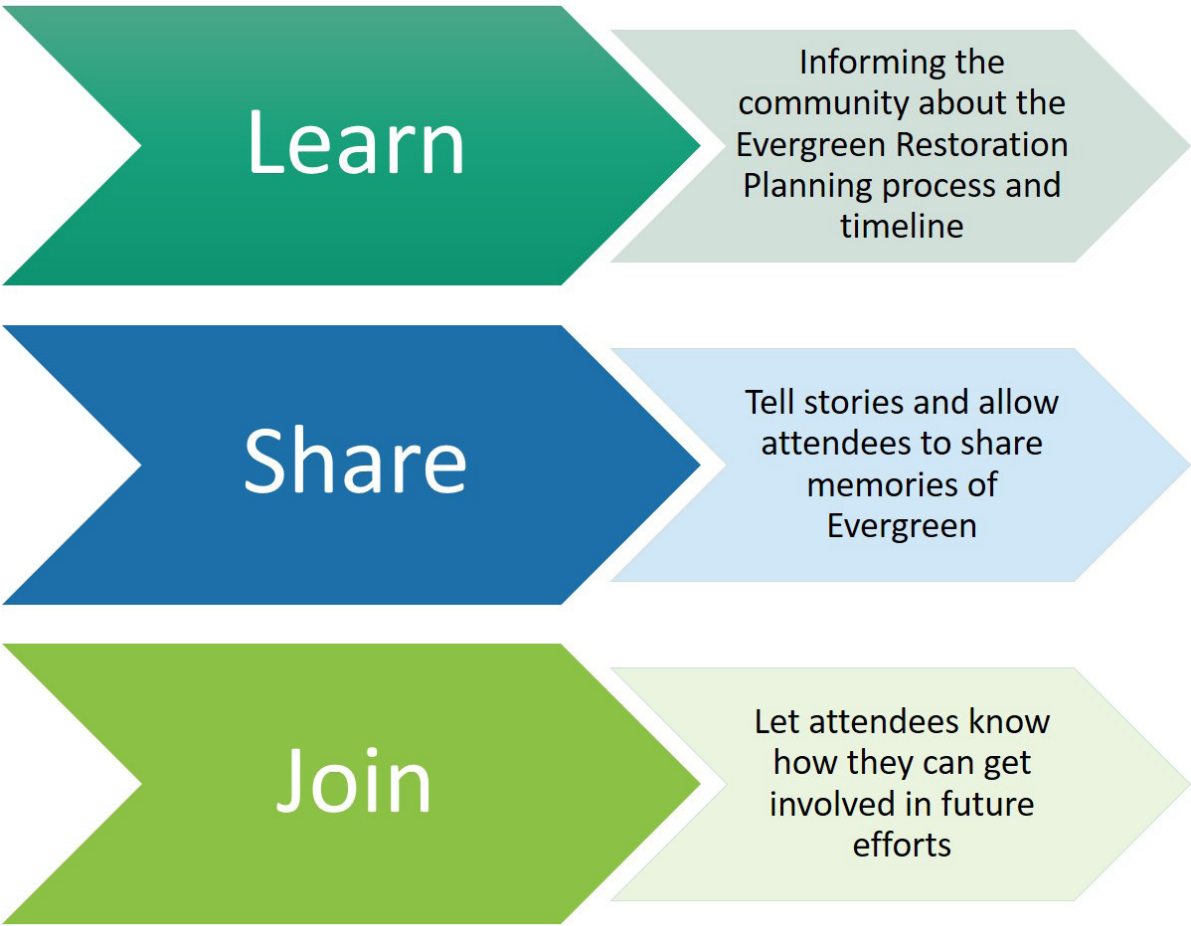 Learn
Informing the
community about the
Evergreen Restoration
Planning process and
timeline
Share
Tell stories and allow
attendees to share
memories of
Evergreen
Join
Let attendees know
how they can get
involved in future
efforts